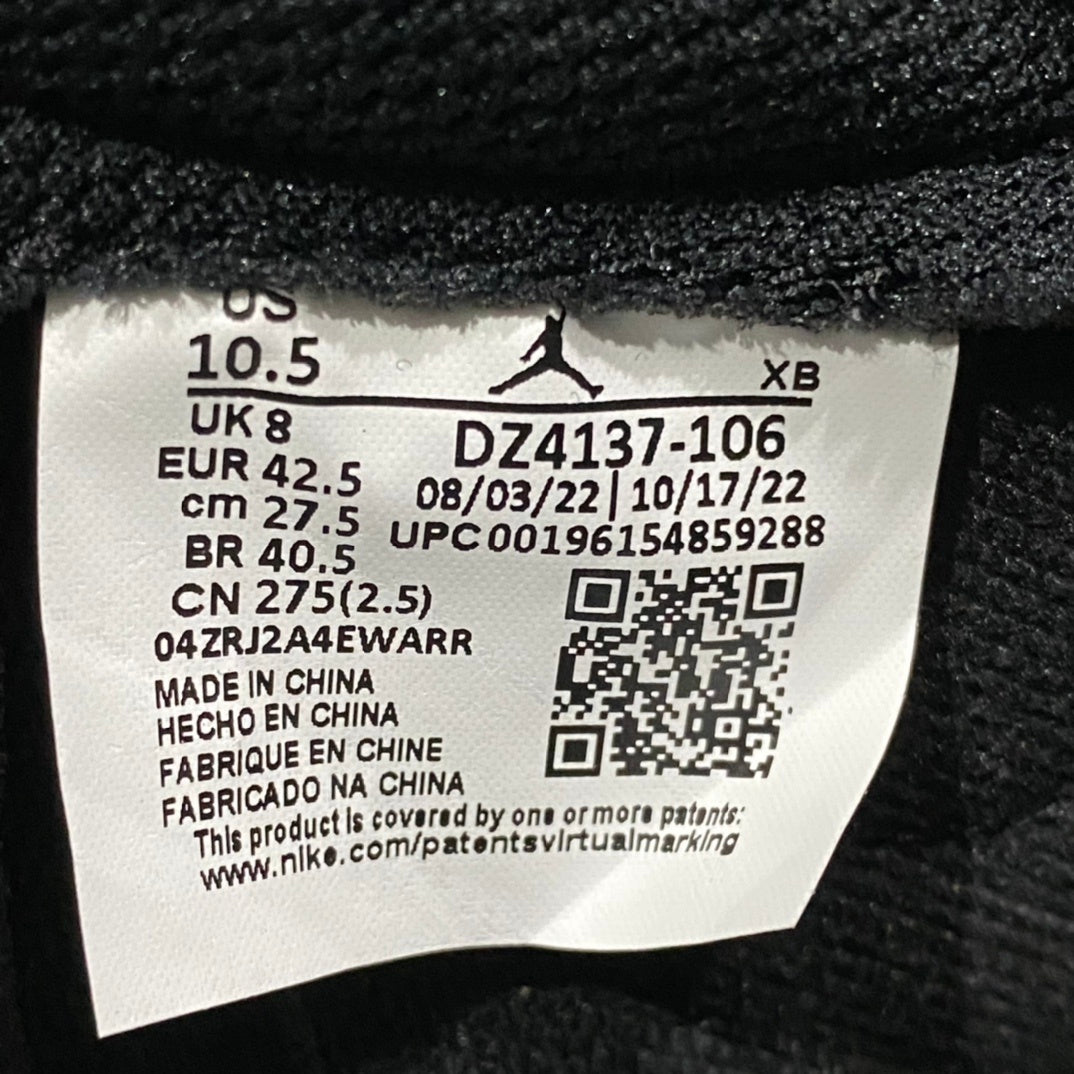 US
10.5
XB
UK 8
EUR 42.5
cm 27.5
BR 40.5
CN 275(2.5)
04ZRJ2A4EWARR
DZ4137-106
08/03/22|10/17/22
UPC00196154859288
MADE IN CHINA
HECHO EN CHINA
FABRIQUE EN CHINE
FABRICADO NA CHINA
This product is covered by one or more patents:
www.nike.com/patentsvirtualmarking